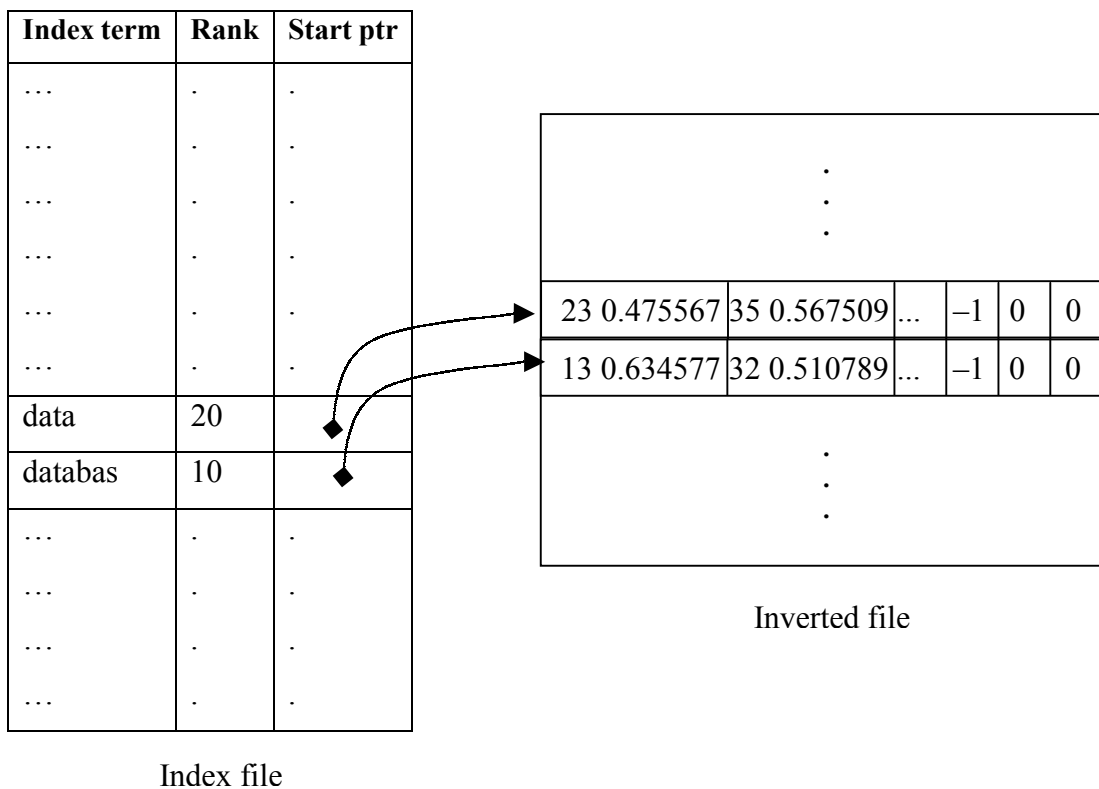 Index term Rank Start ptr
… . .
… . .
… . .
… . .
… . .
… . .
data 20
databas 10
… . .
… . .
… . .
… . .
Index file
.
.
.
23 0.475567 35 0.567509 ... –1 0 0
13 0.634577 32 0.510789 ... –1 0 0
.
.
.
Inverted file